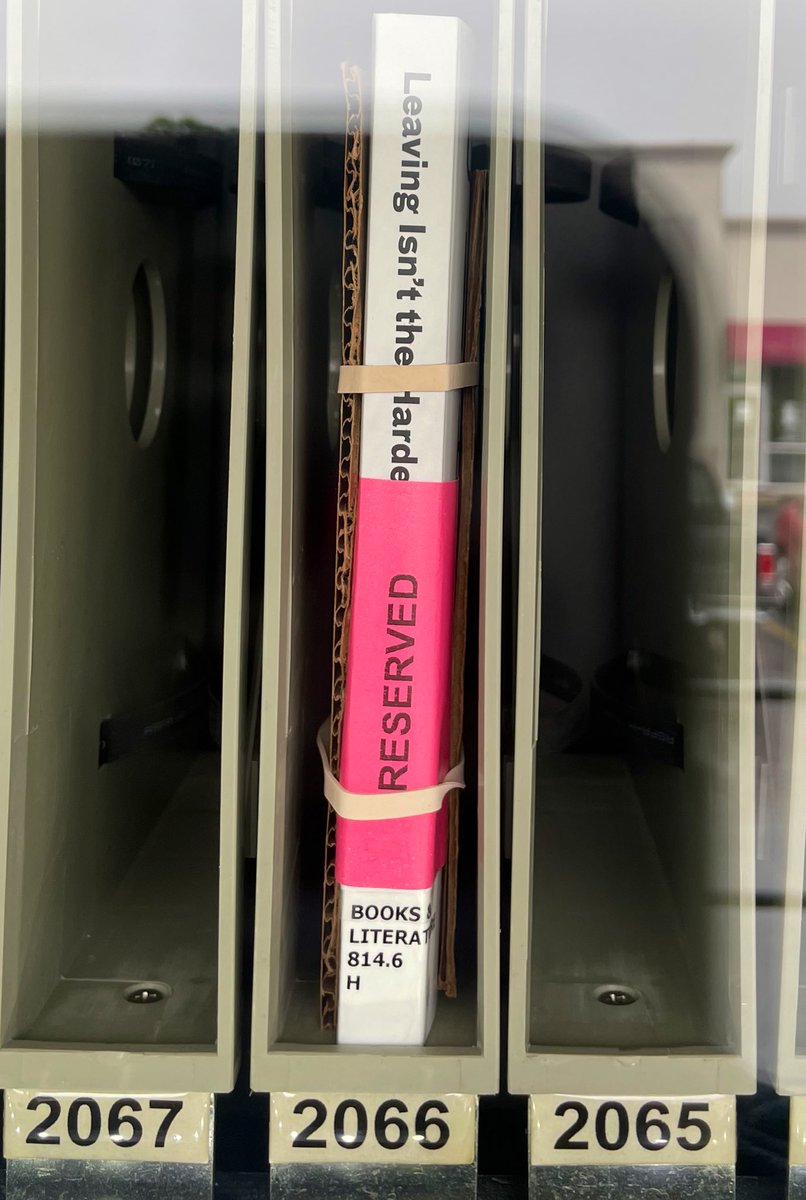 Leaving Isn't the Harde
RESERVED
BOOKS &
LITERAT
814.6
H
2067
2066
2065